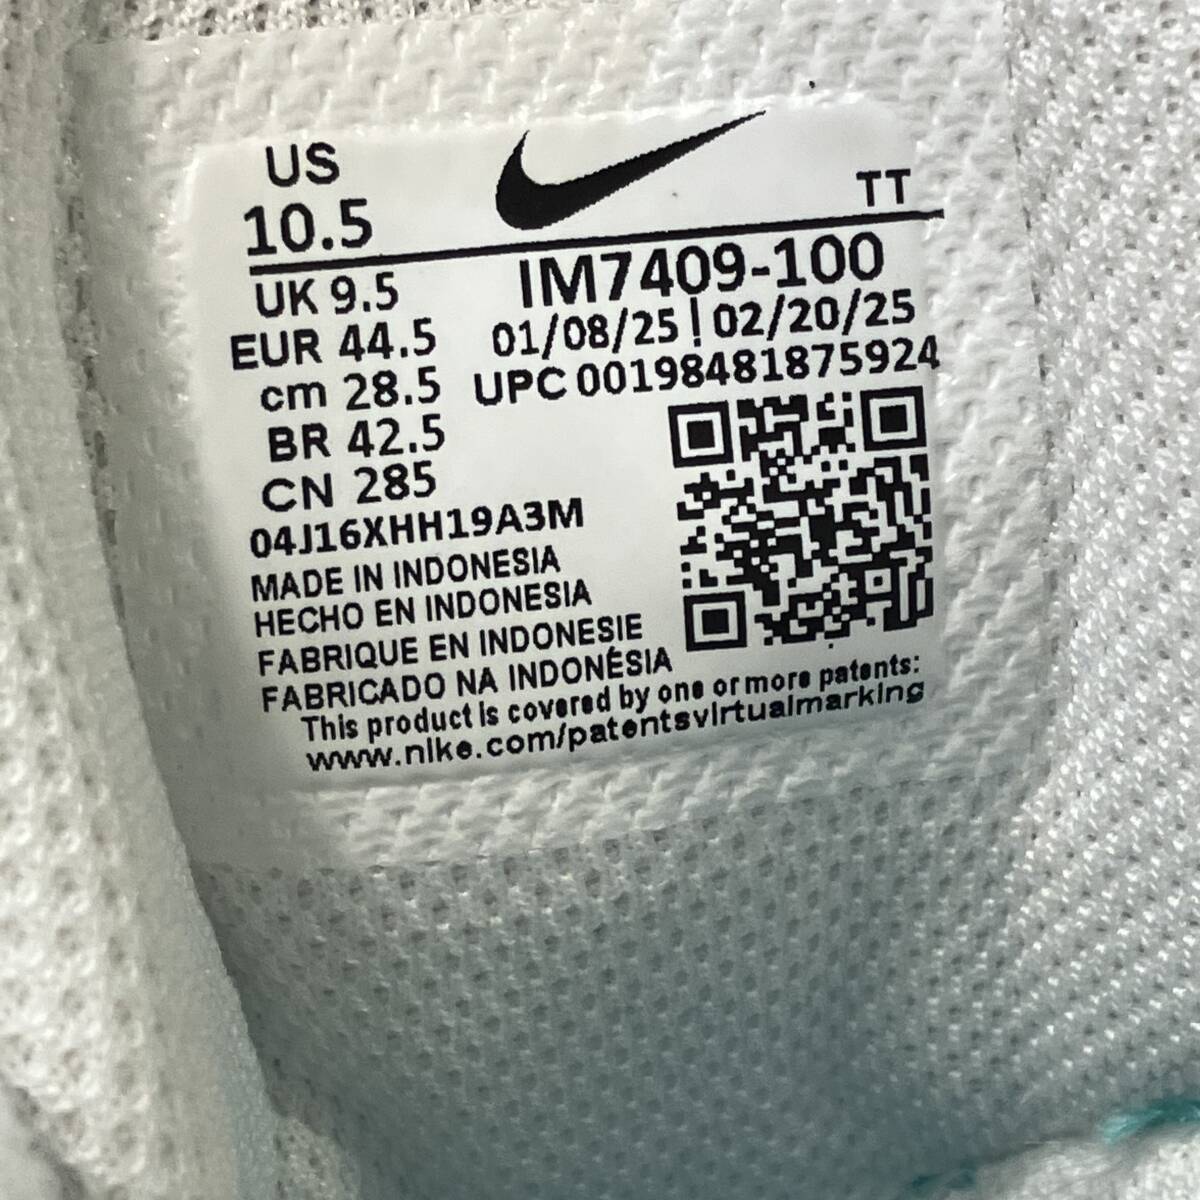 US
10.5
TT
UK 9.5
EUR 44.5
cm 28.5
BR 42.5
CN 285
IM7409-100
01/08/25 | 02/20/25
UPC 00198481875924
04J16XHH19A3M
MADE IN INDONESIA
HECHO EN INDONESIA
FABRIQUE EN INDONESIE
FABRICADO NA INDONÉSIA
This product is covered by one or more patents:
www.nike.com/patentsvirtualmarking